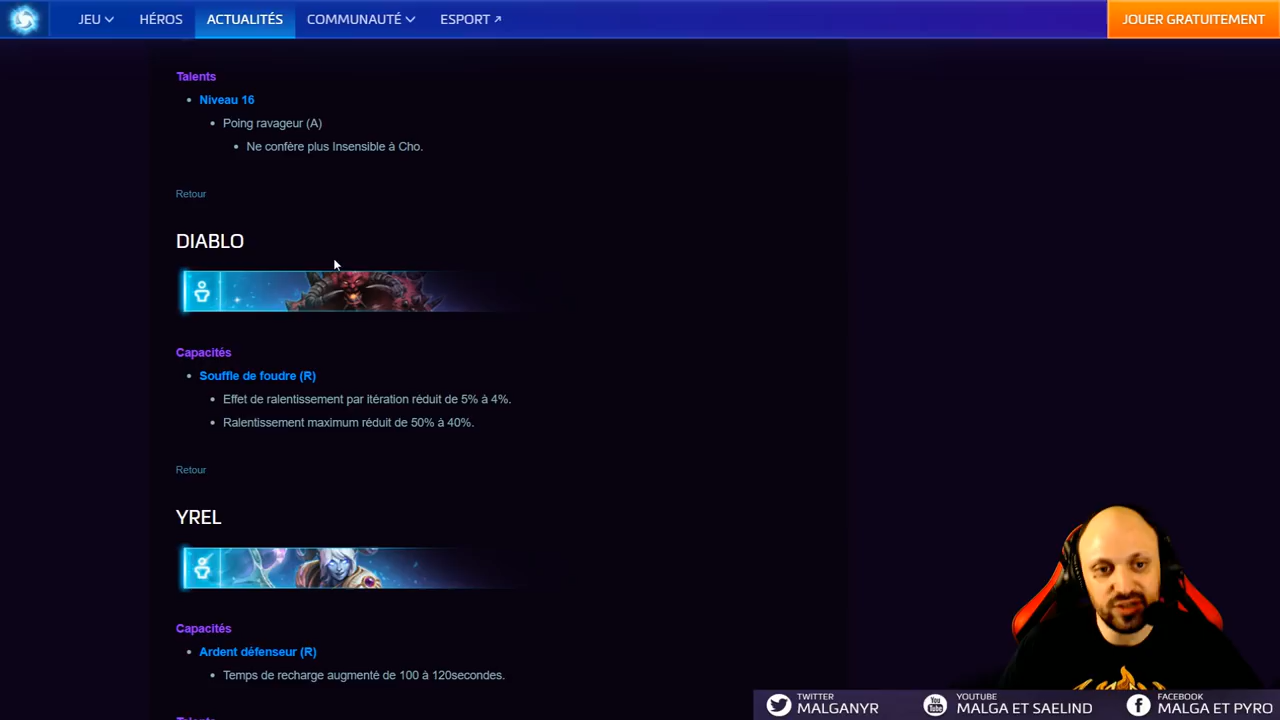 JEU HÉROS ACTUALITÉS COMMUNAUTÉ ESPORT JOUER GRATUITEMENT
Talents
Niveau 16
Poing ravageur (A)
Ne confère plus Insensible à Cho.
Retour
DIABLO
Capacités
Souffle de foudre (R)
Effet de ralentissement par itération réduit de 5% à 4%.
Ralentissement maximum réduit de 50% à 40%.
Retour
YREL
Capacités
Ardent défenseur (R)
Temps de recharge augmenté de 100 à 120secondes.
Talents
TWITTER YOUTUBE FACEBOOK
MALGANYR MALGA ET SAELIND MALGA ET PYRO